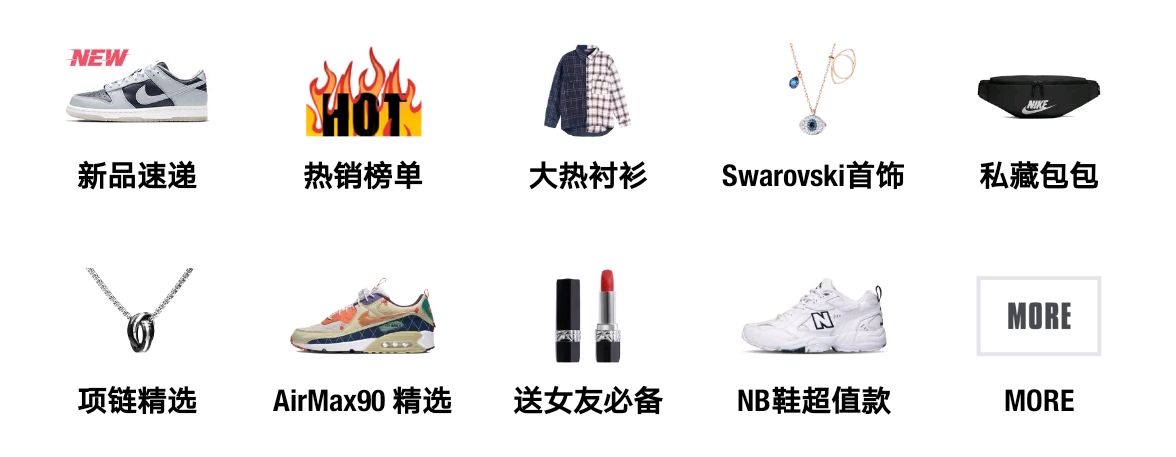 NEW
HOT
NIKE
新品速递
热销榜单
大热衬衫
Swarovski首饰
私藏包包
N
MORE
项链精选
AirMax90 精选
送女友必备
NB鞋超值款
MORE